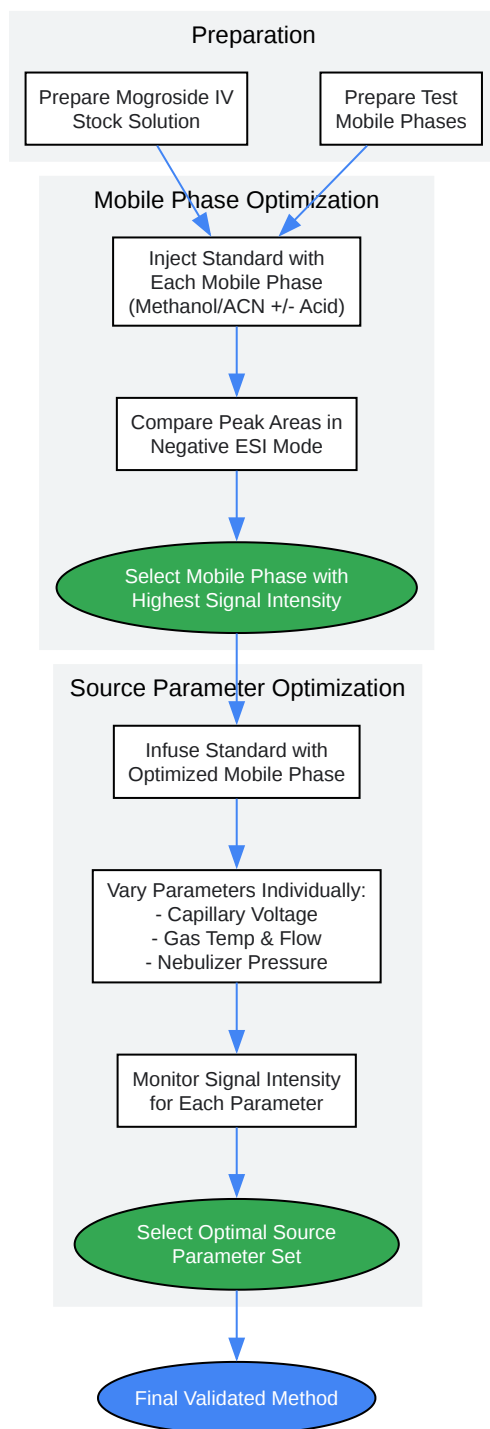 Preparation
Prepare Mogroside IV
Stock Solution
Prepare Test
Mobile Phases
Mobile Phase Optimization
Inject Standard with
Each Mobile Phase
(Methanol/ACN +/- Acid)
Compare Peak Areas in
Negative ESI Mode
Select Mobile Phase with
Highest Signal Intensity
Source Parameter Optimization
Infuse Standard with
Optimized Mobile Phase
Vary Parameters Individually:
- Capillary Voltage
- Gas Temp & Flow
- Nebulizer Pressure
Monitor Signal Intensity
for Each Parameter
Select Optimal Source
Parameter Set
Final Validated Method